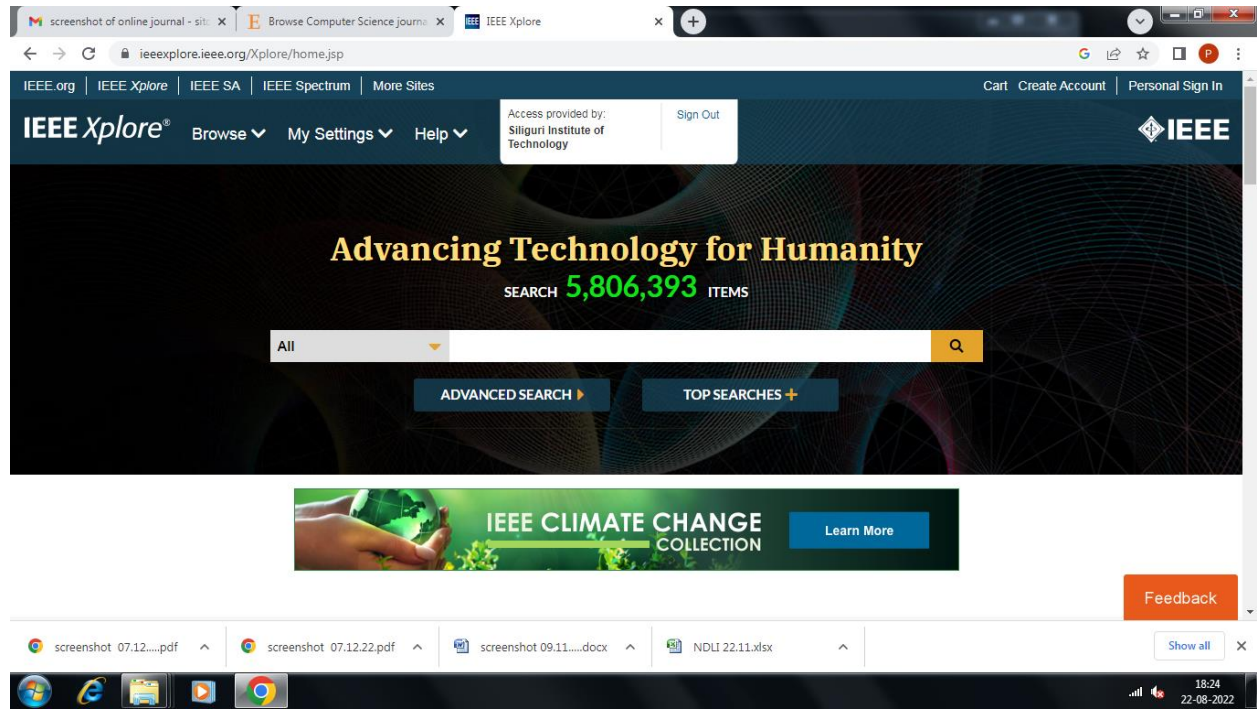 screenshot of online journal - sit
Browse Computer Science journa
IEEE Xplore
ieeexplore.ieee.org/Xplore/home.jsp
G
P
IEEE.org | IEEE Xplore | IEEE SA | IEEE Spectrum | More Sites
Cart Create Account | Personal Sign In
IEEE Xplore®
Browse
My Settings
Help
Access provided by:
Siliguri Institute of
Technology
Sign Out
IEEE
Advancing Technology for Humanity
SEARCH 5,806,393 ITEMS
All
ADVANCED SEARCH
TOP SEARCHES
IEEE CLIMATE CHANGE
COLLECTION
Learn More
Feedback
screenshot 07.12.....pdf
screenshot 07.12.22.pdf
screenshot 09.11.....docx
NDLI 22.11.xlsx
Show all
18:24
22-08-2022